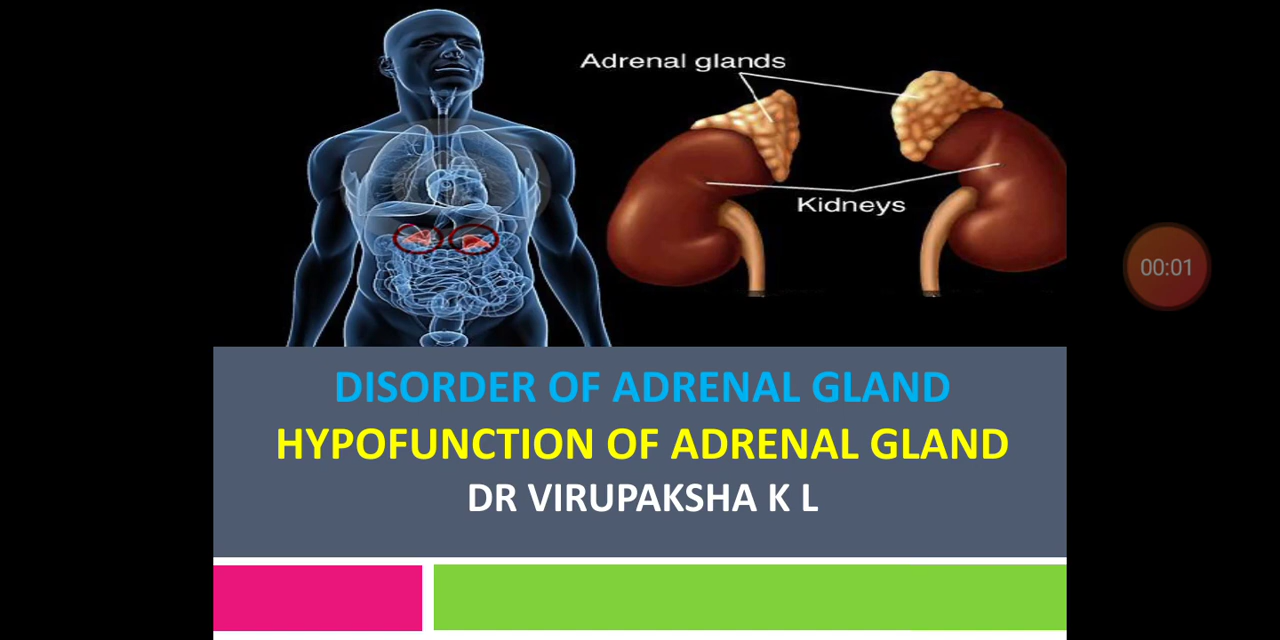 Adrenal glands
Kidneys
00:01
DISORDER OF ADRENAL GLAND
HYPOFUNCTION OF ADRENAL GLAND
DR VIRUPAKSHA K L